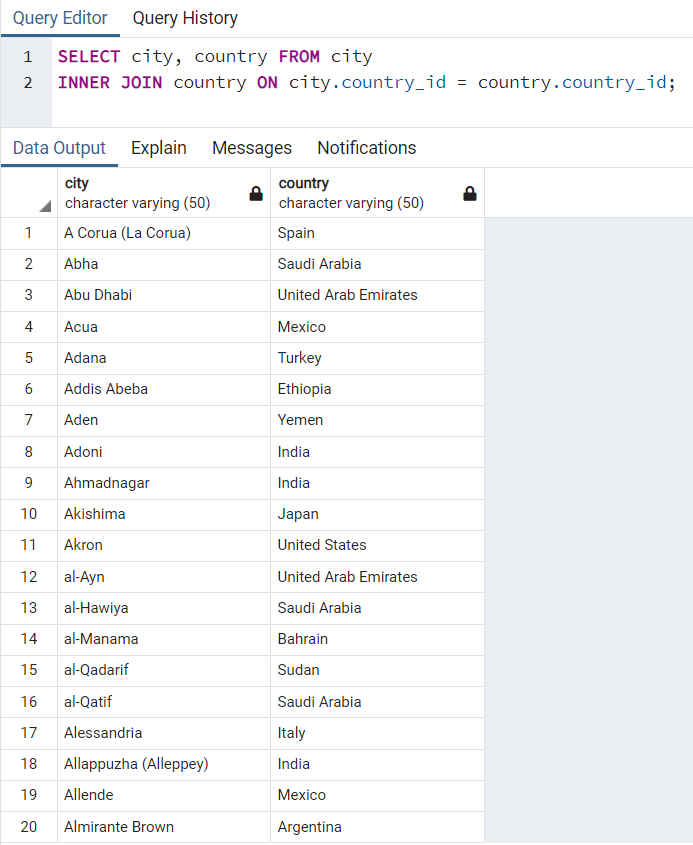 Query Editor Query History
1 SELECT city, country FROM city
2 INNER JOIN country ON city.country_id = country.country_id;
Data Output Explain Messages Notifications
city country
character varying (50) character varying (50)
1 A Corua (La Corua) Spain
2 Abha Saudi Arabia
3 Abu Dhabi United Arab Emirates
4 Acua Mexico
5 Adana Turkey
6 Addis Abeba Ethiopia
7 Aden Yemen
8 Adoni India
9 Ahmadnagar India
10 Akishima Japan
11 Akron United States
12 al-Ayn United Arab Emirates
13 al-Hawiya Saudi Arabia
14 al-Manama Bahrain
15 al-Qadarif Sudan
16 al-Qatif Saudi Arabia
17 Alessandria Italy
18 Allappuzha (Alleppey) India
19 Allende Mexico
20 Almirante Brown Argentina